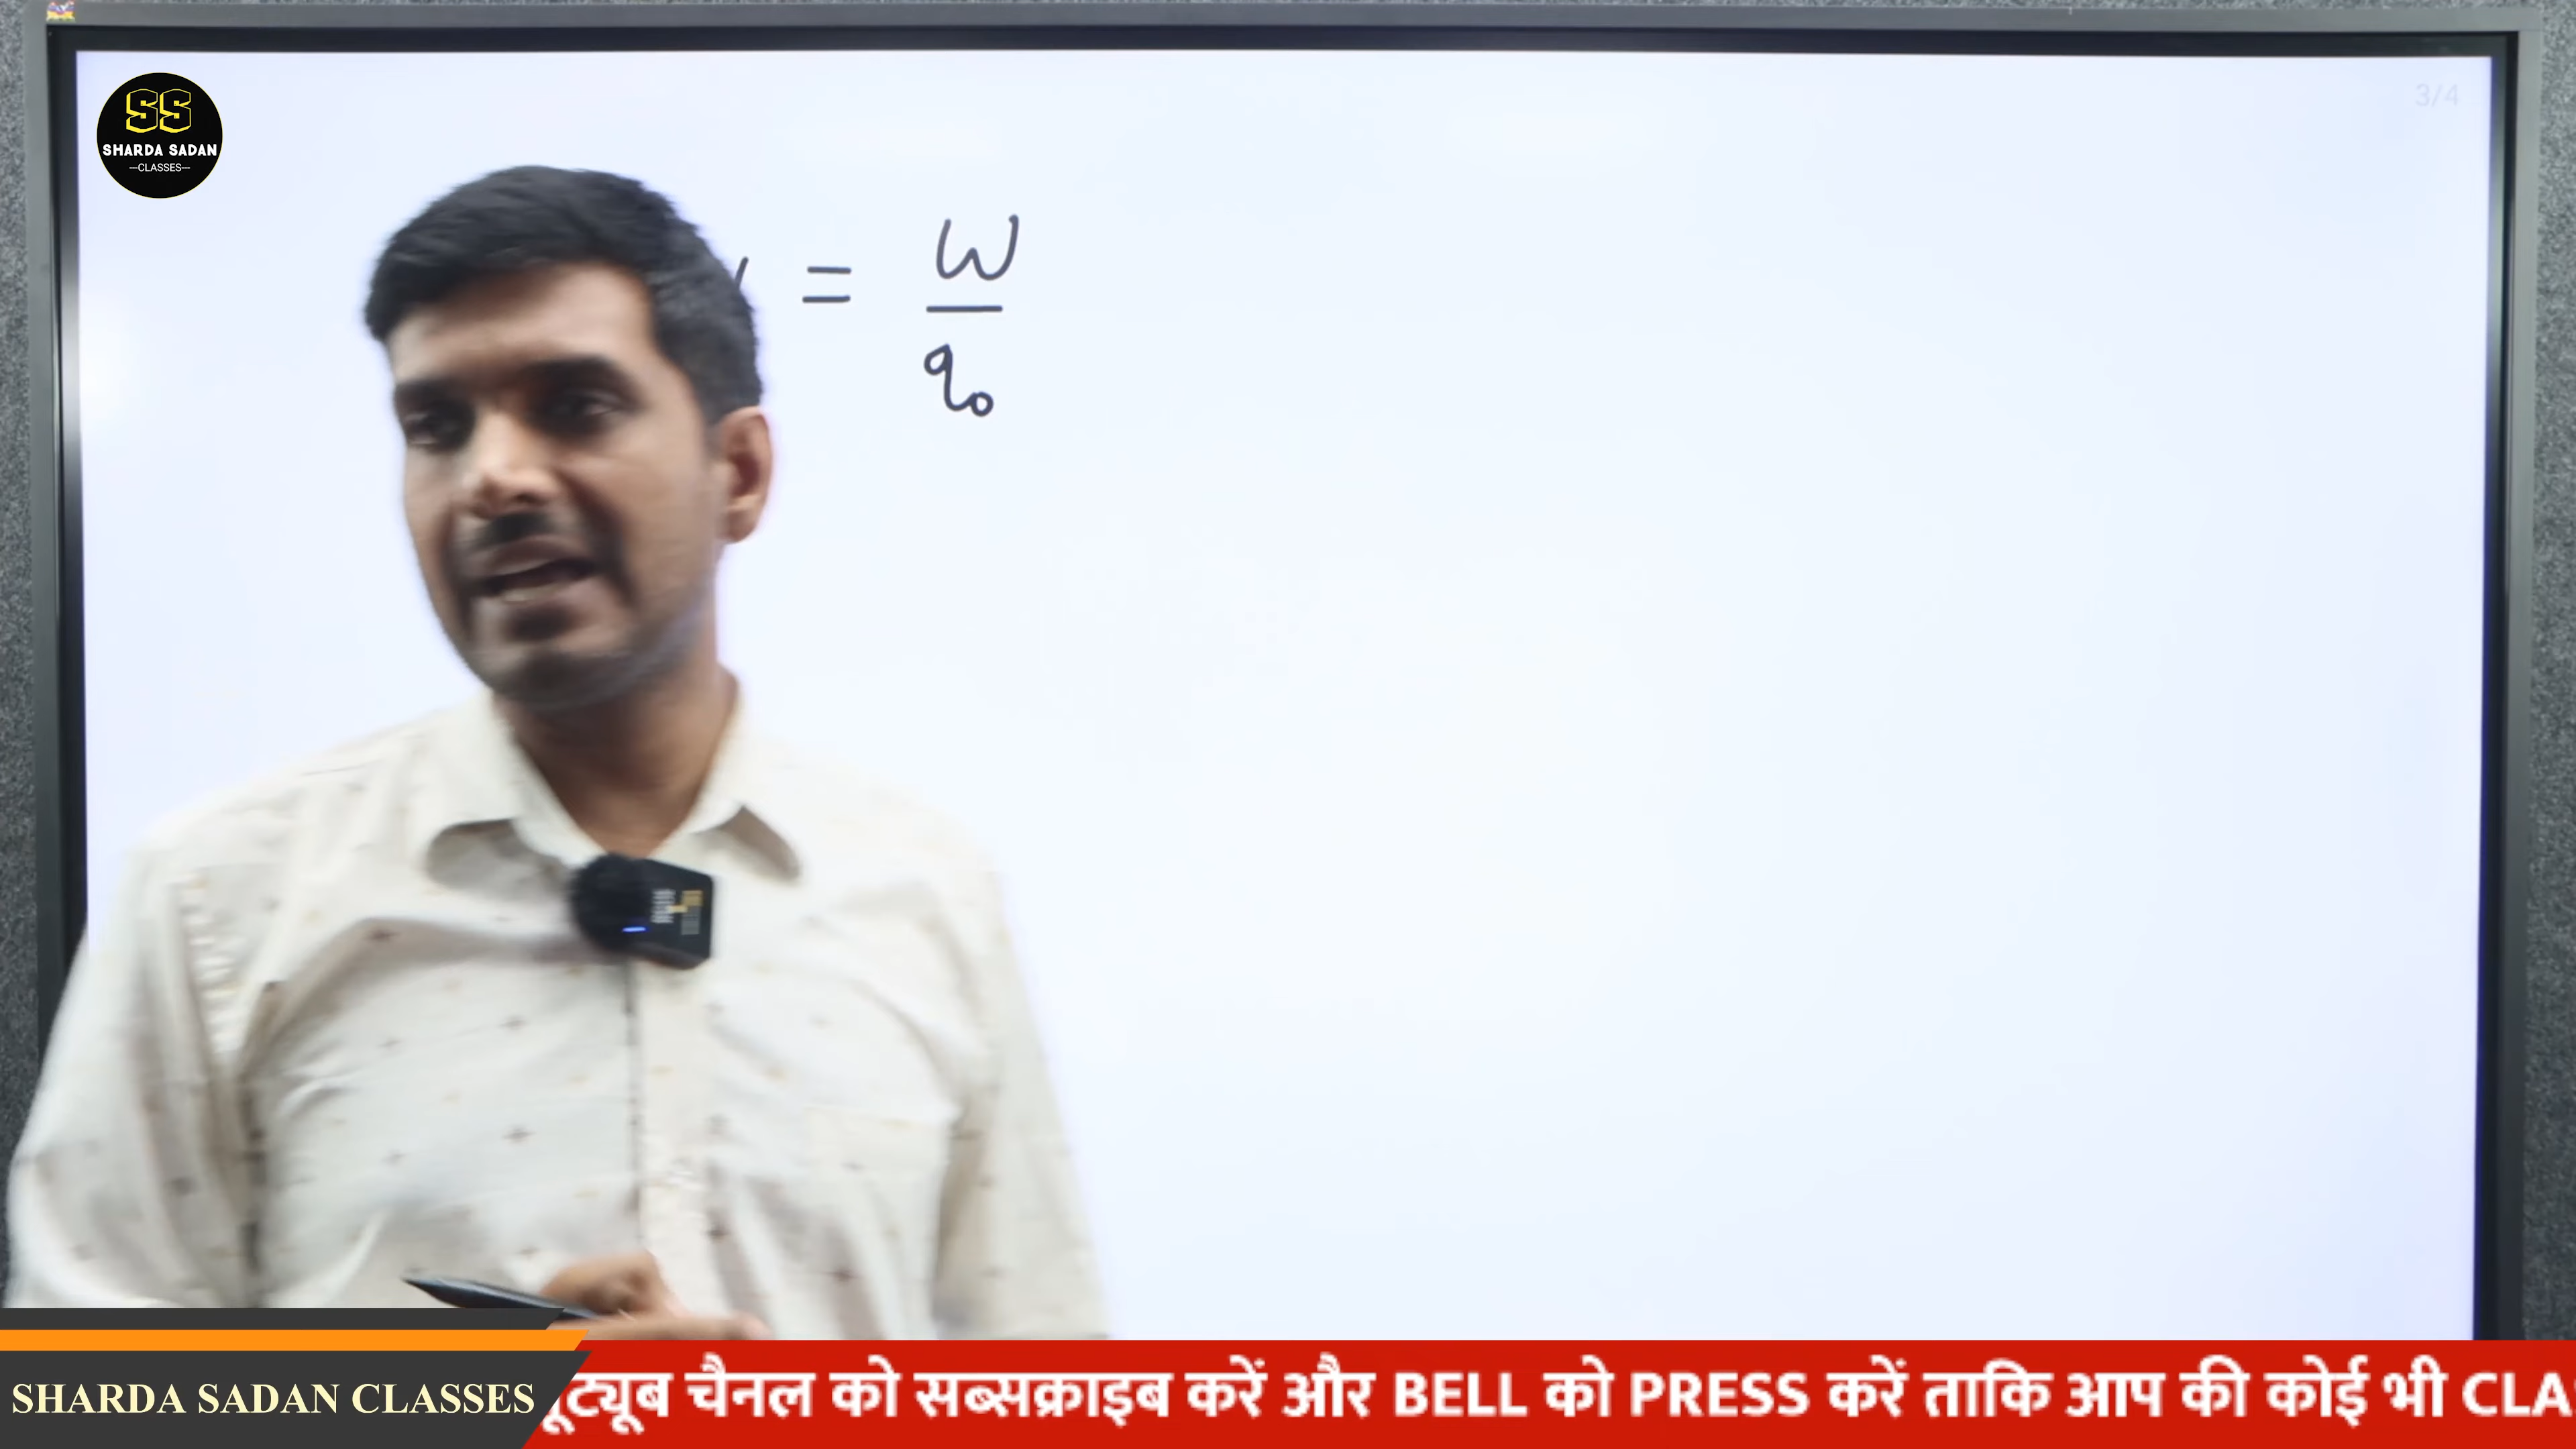 SS
SHARDA SADAN
—CLASSES—
3/4
= W
q₀
SHARDA SADAN CLASSES
चैनल को सब्सक्राइब करें और BELL को PRESS करें ताकि आप की कोई भी